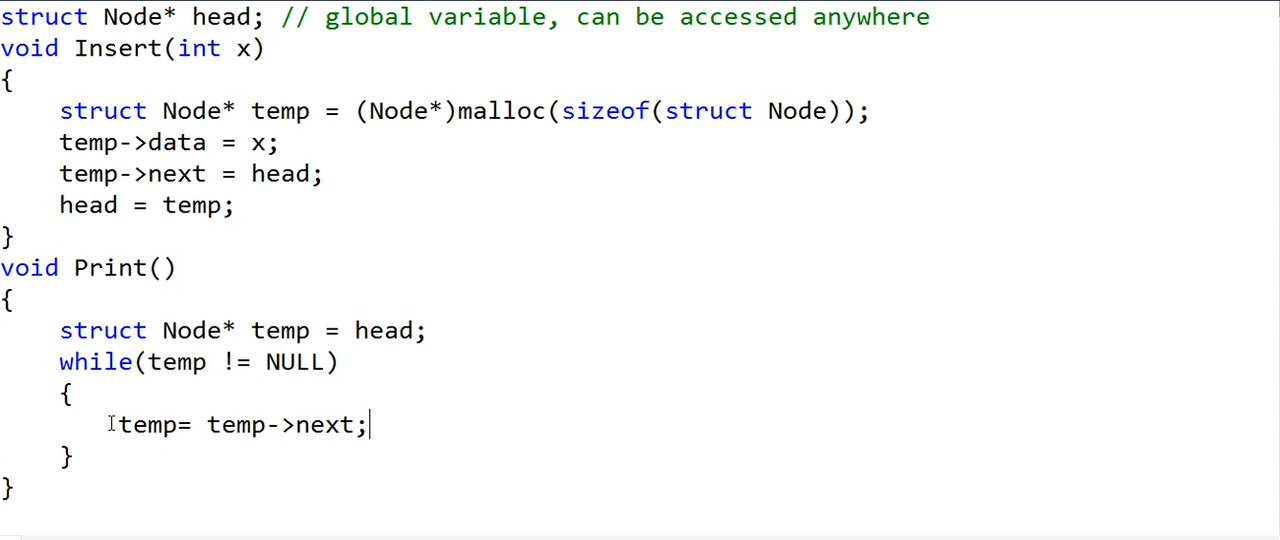 struct Node* head; // global variable, can be accessed anywhere
void Insert(int x)
{
    struct Node* temp = (Node*)malloc(sizeof(struct Node));
    temp->data = x;
    temp->next = head;
    head = temp;
}
void Print()
{
    struct Node* temp = head;
    while(temp != NULL)
    {
        temp= temp->next;
    }
}